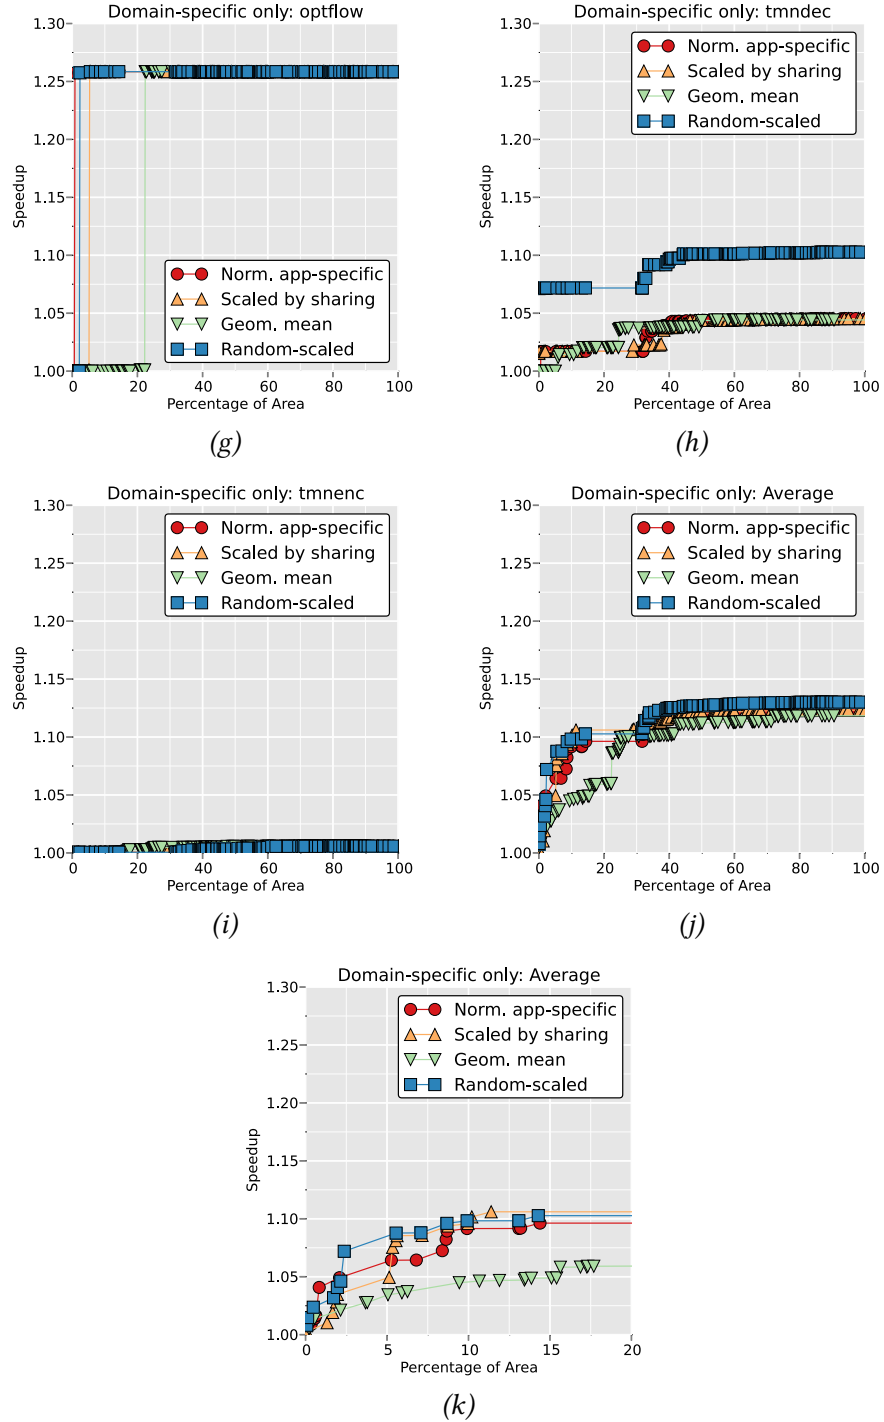 Domain-specific only: optflow
1.30
1.25
1.20
1.15
1.10
1.05
1.00
Speedup
Norm. app-specific
Scaled by sharing
Geom. mean
Random-scaled
0 20 40 60 80 100
Percentage of Area
(g)
Domain-specific only: tmndec
1.30
1.25
1.20
1.15
1.10
1.05
1.00
Speedup
Norm. app-specific
Scaled by sharing
Geom. mean
Random-scaled
0 20 40 60 80 100
Percentage of Area
(h)
Domain-specific only: tmnenc
1.30
1.25
1.20
1.15
1.10
1.05
1.00
Speedup
Norm. app-specific
Scaled by sharing
Geom. mean
Random-scaled
0 20 40 60 80 100
Percentage of Area
(i)
Domain-specific only: Average
1.30
1.25
1.20
1.15
1.10
1.05
1.00
Speedup
Norm. app-specific
Scaled by sharing
Geom. mean
Random-scaled
0 20 40 60 80 100
Percentage of Area
(j)
Domain-specific only: Average
1.30
1.25
1.20
1.15
1.10
1.05
1.00
Speedup
Norm. app-specific
Scaled by sharing
Geom. mean
Random-scaled
0 5 10 15 20
Percentage of Area
(k)